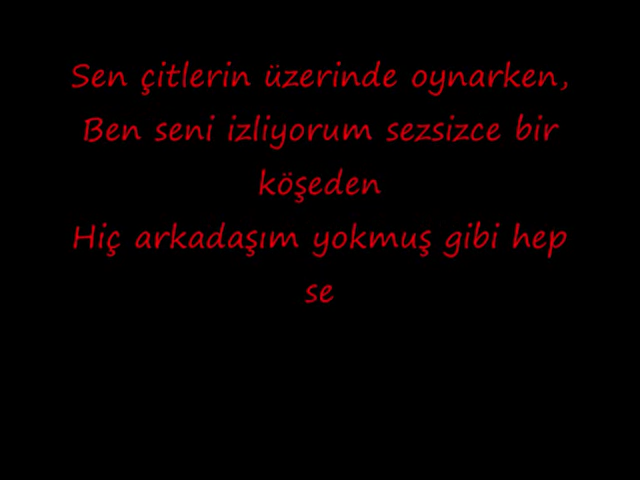 Sen çitlerin üzerinde oynarken,
Ben seni izliyorum sezsizce bir
köşeden
Hiç arkadaşım yokmuş gibi hep
se